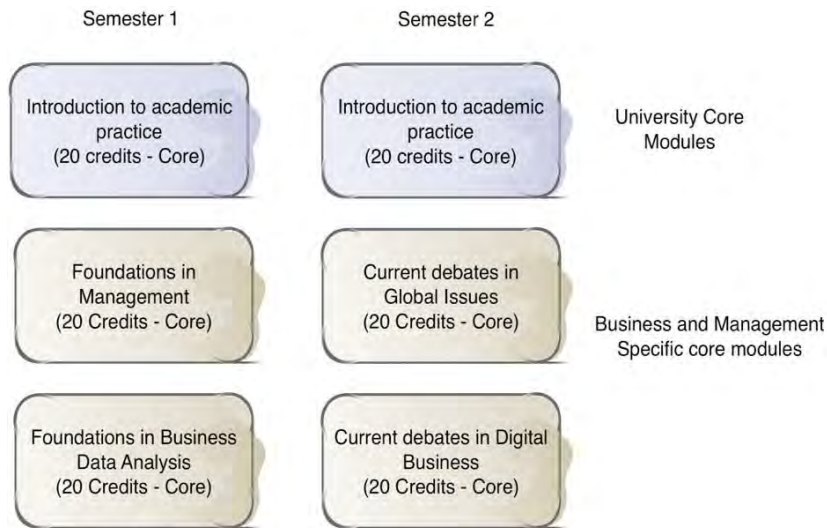 Semester 1
Semester 2
Introduction to academic
practice
(20 credits - Core)
Introduction to academic
practice
(20 credits - Core)
University Core
Modules
Foundations in
Management
(20 Credits - Core)
Current debates in
Global Issues
(20 Credits - Core)
Business and Management
Specific core modules
Foundations in Business
Data Analysis
(20 Credits - Core)
Current debates in Digital
Business
(20 Credits - Core)